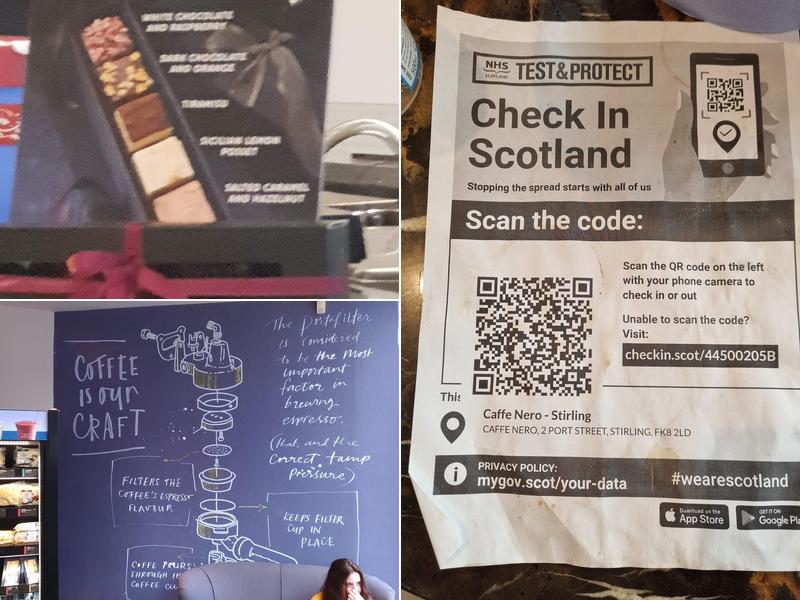 WHITE CHOCOLATE
AND RASPBERRY
DARK CHOCOLATE
AND ORANGE
TIRAMISU
SICILIAN LEMON
POSSET
SALTED CARAMEL
AND HAZELNUT
COFFEE
is our
CRAFT
The portafilter
is considered
to be the most
important
factor in
brewing
espresso.
(that, and the
correct tamp
pressure)
FILTERS THE
COFFEE'S ESPRESSO
FLAVOUR
KEEPS FILTER
CUP IN
PLACE
COFFE POURS
THROUGH IN
COFFEE CU
NHS
SCOTLAND
TEST&PROTECT
Check In
Scotland
Stopping the spread starts with all of us
Scan the code:
Scan the QR code on the left
with your phone camera to
check in or out
Unable to scan the code?
Visit:
checkin.scot/44500205B
This
Caffe Nero - Stirling
CAFFE NERO, 2 PORT STREET, STIRLING, FK8 2LD
PRIVACY POLICY:
mygov.scot/your-data
#wearescotland
Download on the
App Store
GET IT ON
Google Pla